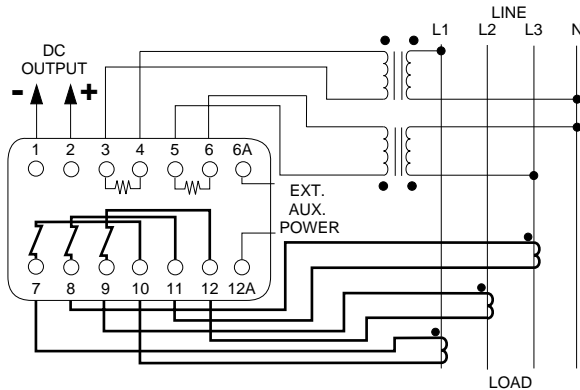 LINE
L1 L2 L3 N
DC
OUTPUT
- +
1 2 3 4 5 6 6A
EXT.
AUX.
POWER
7 8 9 10 11 12 12A
LOAD